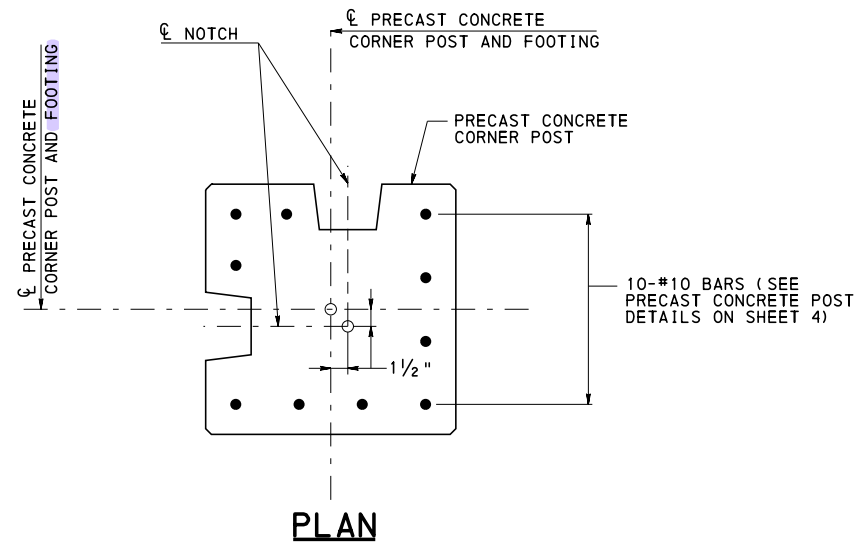 ℄ PRECAST CONCRETE
CORNER POST AND FOOTING
℄ NOTCH
℄ PRECAST CONCRETE
CORNER POST AND FOOTING
PRECAST CONCRETE
CORNER POST
10-#10 BARS (SEE
PRECAST CONCRETE POST
DETAILS ON SHEET 4)
1½"
PLAN